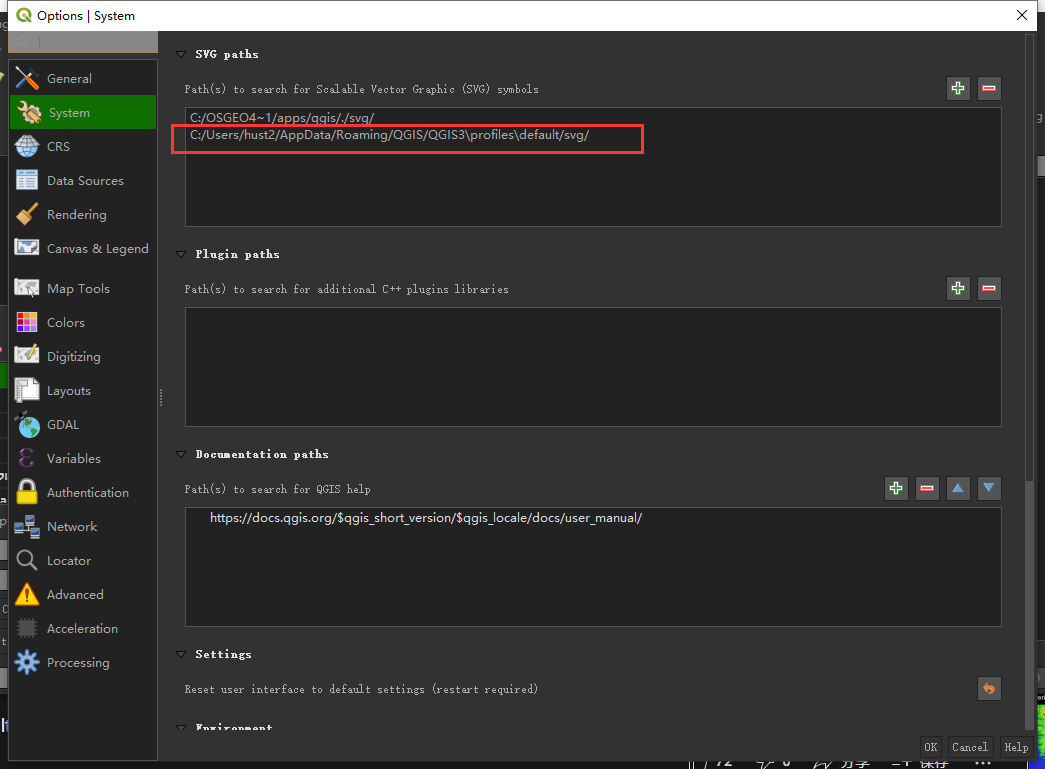 Options | System
General
System
CRS
Data Sources
Rendering
Canvas & Legend
Map Tools
Colors
Digitizing
Layouts
GDAL
Variables
Authentication
Network
Locator
Advanced
Acceleration
Processing
SVG paths
Path(s) to search for Scalable Vector Graphic (SVG) symbols
C:/OSGEO4~1/apps/qgis/./svg/
C:/Users/hust2/AppData/Roaming/QGIS/QGIS3\profiles\default/svg/
Plugin paths
Path(s) to search for additional C++ plugins libraries
Documentation paths
Path(s) to search for QGIS help
https://docs.qgis.org/$qgis_short_version/$qgis_locale/docs/user_manual/
Settings
Reset user interface to default settings (restart required)
Environment
OK
Cancel
Help
分享
保存